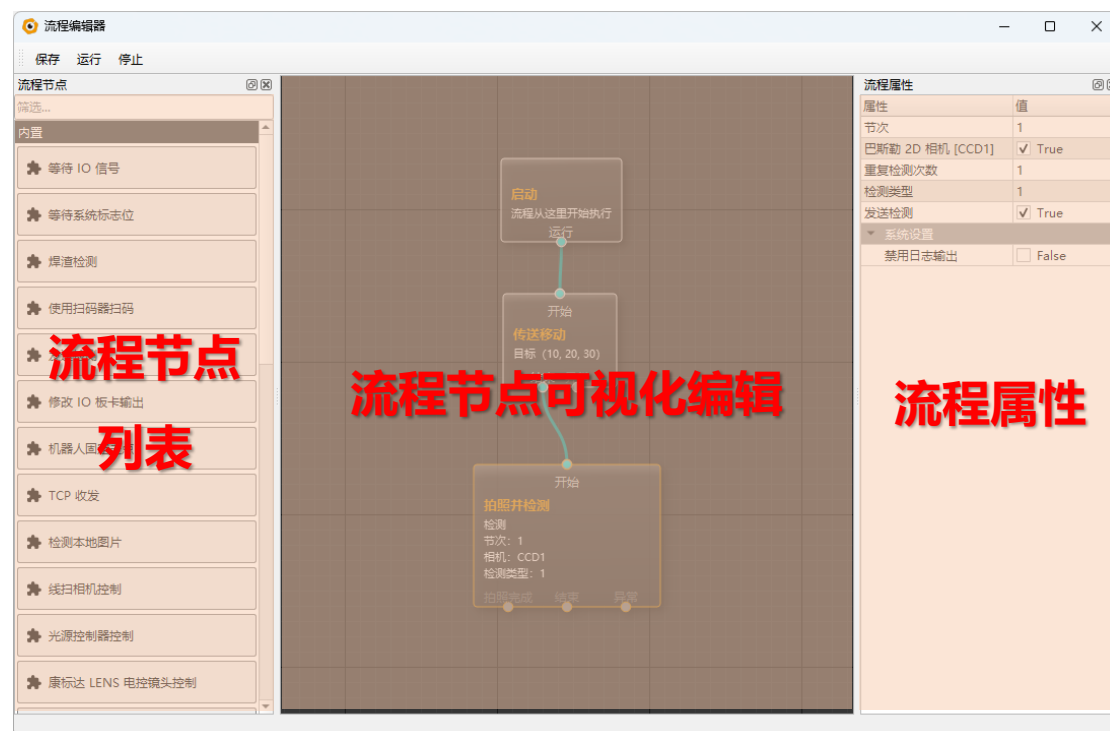 流程编辑器
保存 运行 停止
流程节点
筛选...
内置
等待 IO 信号
等待系统标志位
焊渣检测
使用扫码器扫码
修改 IO 板卡输出
机器人固
TCP 收发
检测本地图片
线扫相机控制
光源控制器控制
康标达 LENS 电控镜头控制
流程节点
列表
启动
流程从这里开始执行
运行
开始
传送移动
目标（10, 20, 30）
流程节点可视化编辑
开始
拍照并检测
检测
节次：1
相机：CCD1
检测类型：1
拍照完成 结束 异常
流程属性
属性 值
节次 1
巴斯勒 2D 相机 [CCD1] True
重复检测次数 1
检测类型 1
发送检测 True
系统设置
禁用日志输出 False
流程属性